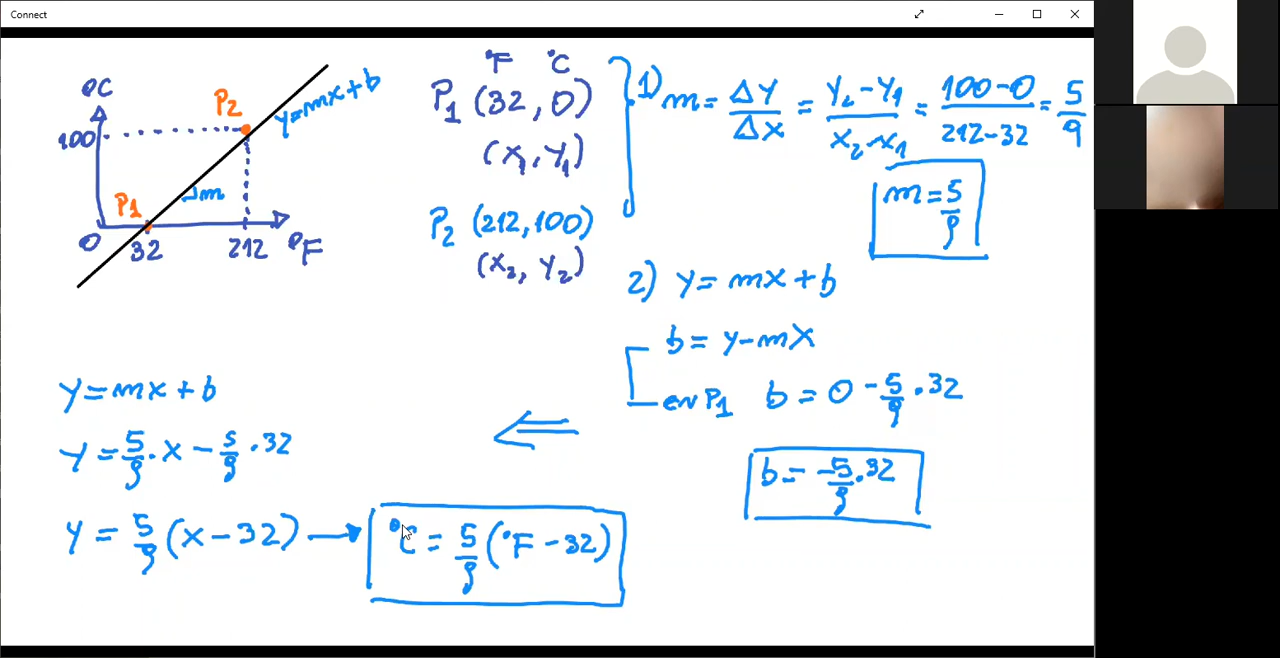 Connect
°C
100
P2
y=mx+b
m
P1
0
32
212
°F
°F °C
P1 (32, 0)
(X1, Y1)
P2 (212, 100)
(X2, Y2)
1) m = ΔY/ΔX = Y2-Y1/X2-X1 = 100-0/212-32 = 5/9
m = 5/9
2) y = mx + b
b = y-mX
en P1 b = 0 - 5/9 . 32
b = -5/9 . 32
y = mx + b
y = 5/9 . x - 5/9 . 32
y = 5/9 (x-32) → °C = 5/9 (°F - 32)